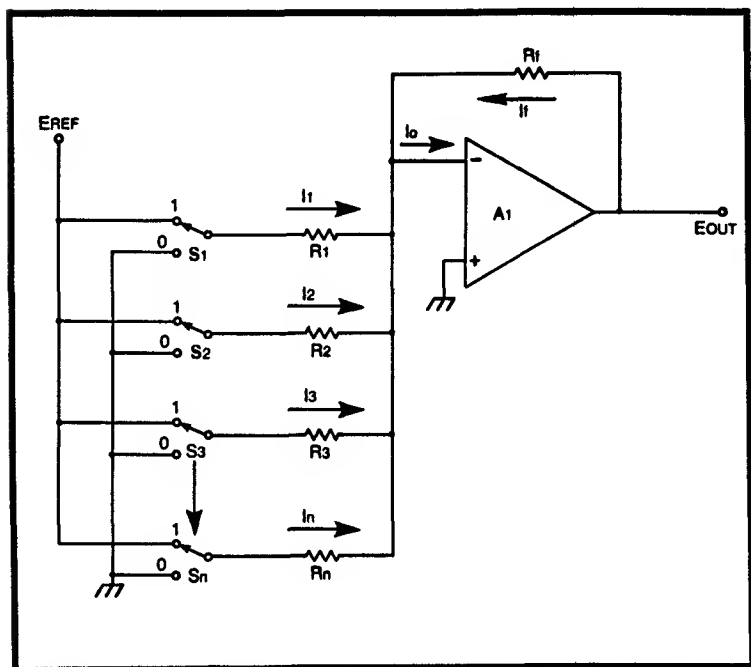 Rf
If
EREF
Io
1
I1
A1
EOUT
0
S1
R1
1
I2
0
S2
R2
1
I3
0
S3
R3
1
In
0
Sn
Rn